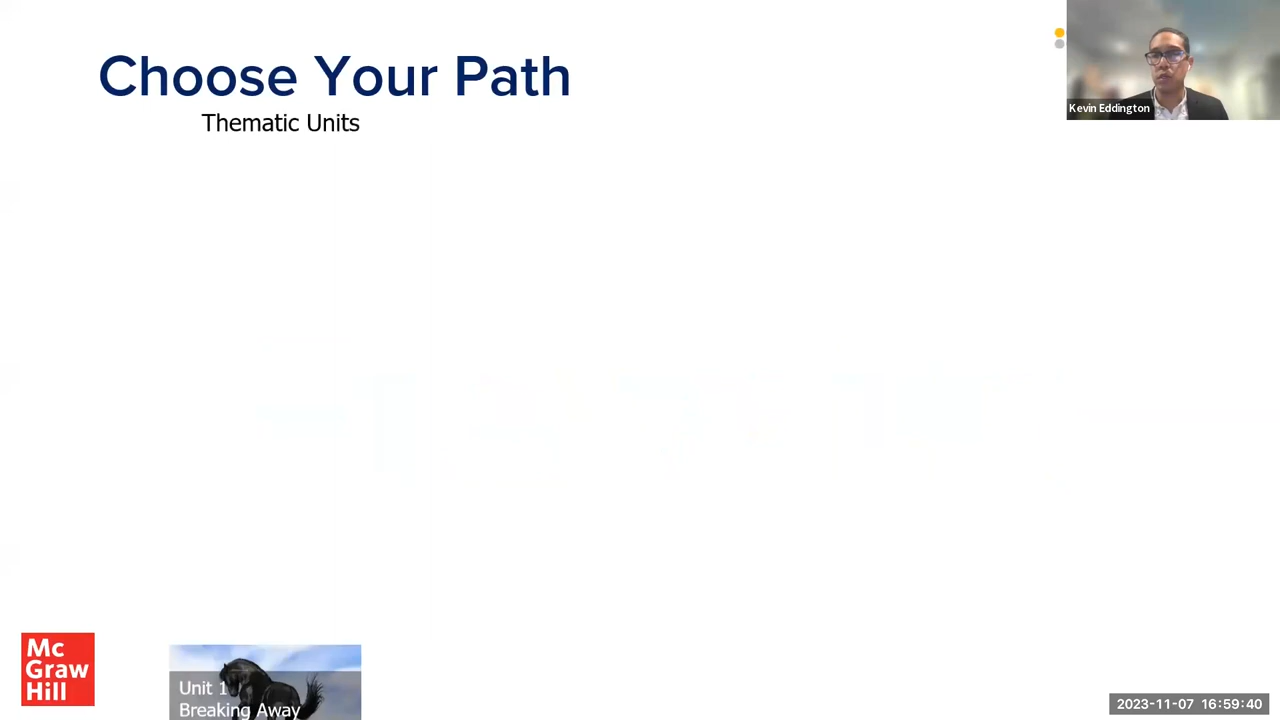 Choose Your Path
Thematic Units
Kevin Eddington
Mc
Graw
Hill
Unit 1
Breaking Away
2023-11-07 16:59:40